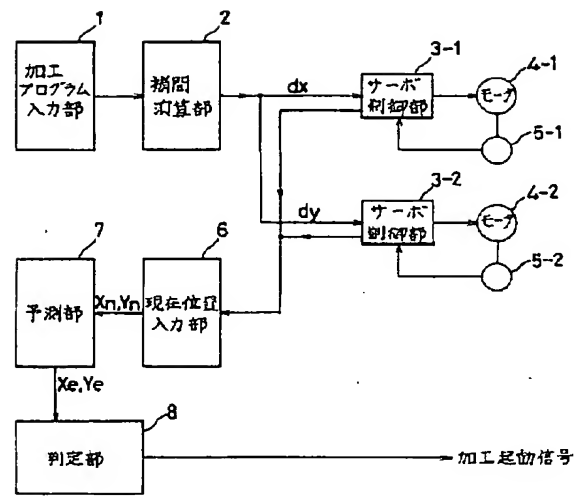 1
加工
プログラム
入力部
2
補間
演算部
dx
3-1
サーボ
制御部
4-1
モータ
5-1
dy
3-2
サーボ
制御部
4-2
モータ
5-2
7
予測部
Xn,Yn
6
現在位置
入力部
Xe,Ye
8
判定部
加工起動信号